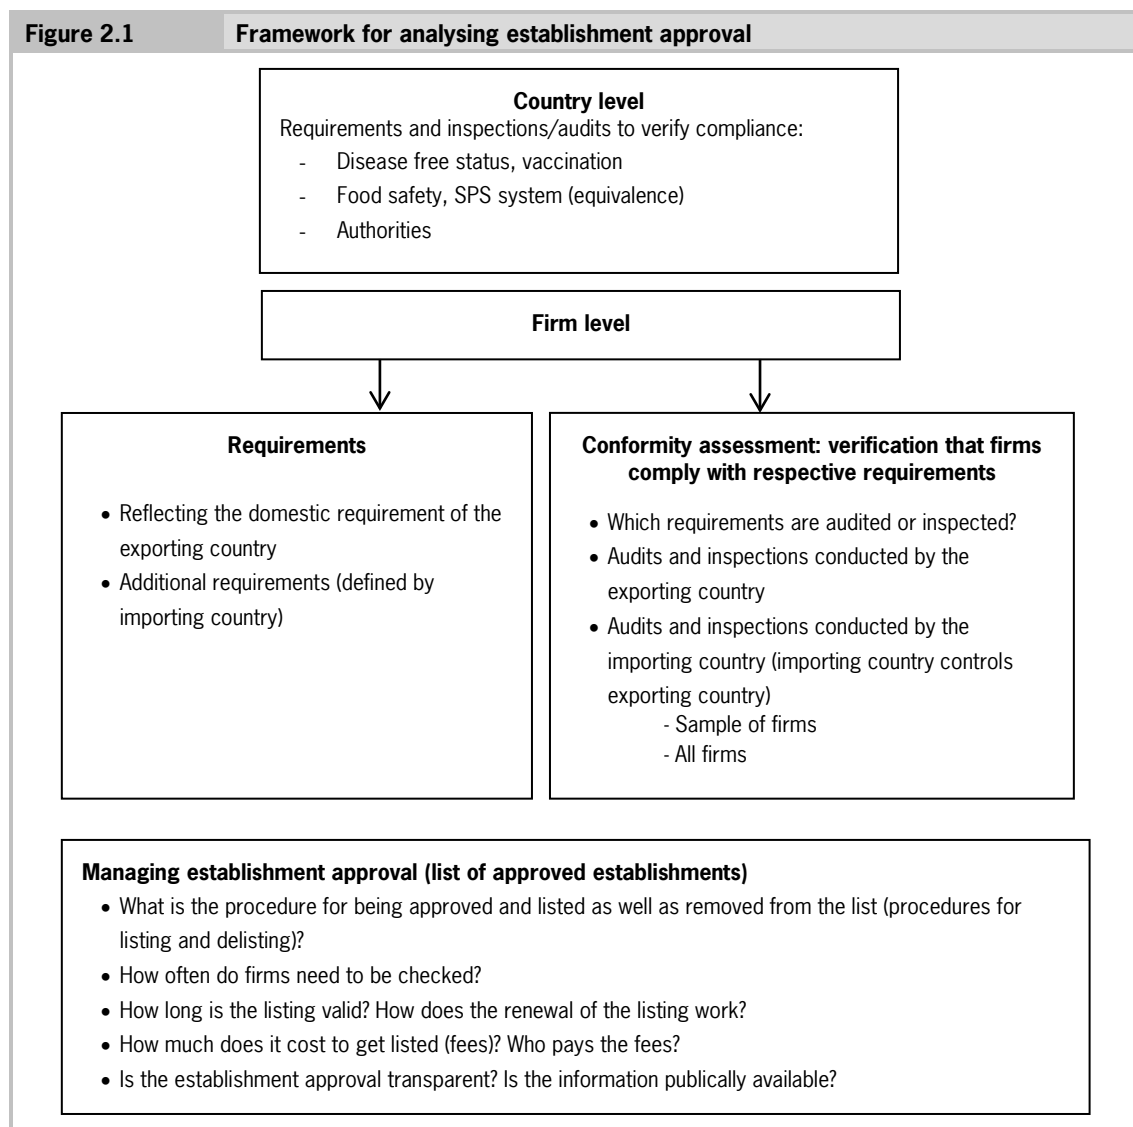 Figure 2.1 Framework for analysing establishment approval
Country level
Requirements and inspections/audits to verify compliance:
- Disease free status, vaccination
- Food safety, SPS system (equivalence)
- Authorities
Firm level
Requirements
• Reflecting the domestic requirement of the
exporting country
• Additional requirements (defined by
importing country)
Conformity assessment: verification that firms
comply with respective requirements
• Which requirements are audited or inspected?
• Audits and inspections conducted by the
exporting country
• Audits and inspections conducted by the
importing country (importing country controls
exporting country)
- Sample of firms
- All firms
Managing establishment approval (list of approved establishments)
• What is the procedure for being approved and listed as well as removed from the list (procedures for
listing and delisting)?
• How often do firms need to be checked?
• How long is the listing valid? How does the renewal of the listing work?
• How much does it cost to get listed (fees)? Who pays the fees?
• Is the establishment approval transparent? Is the information publically available?